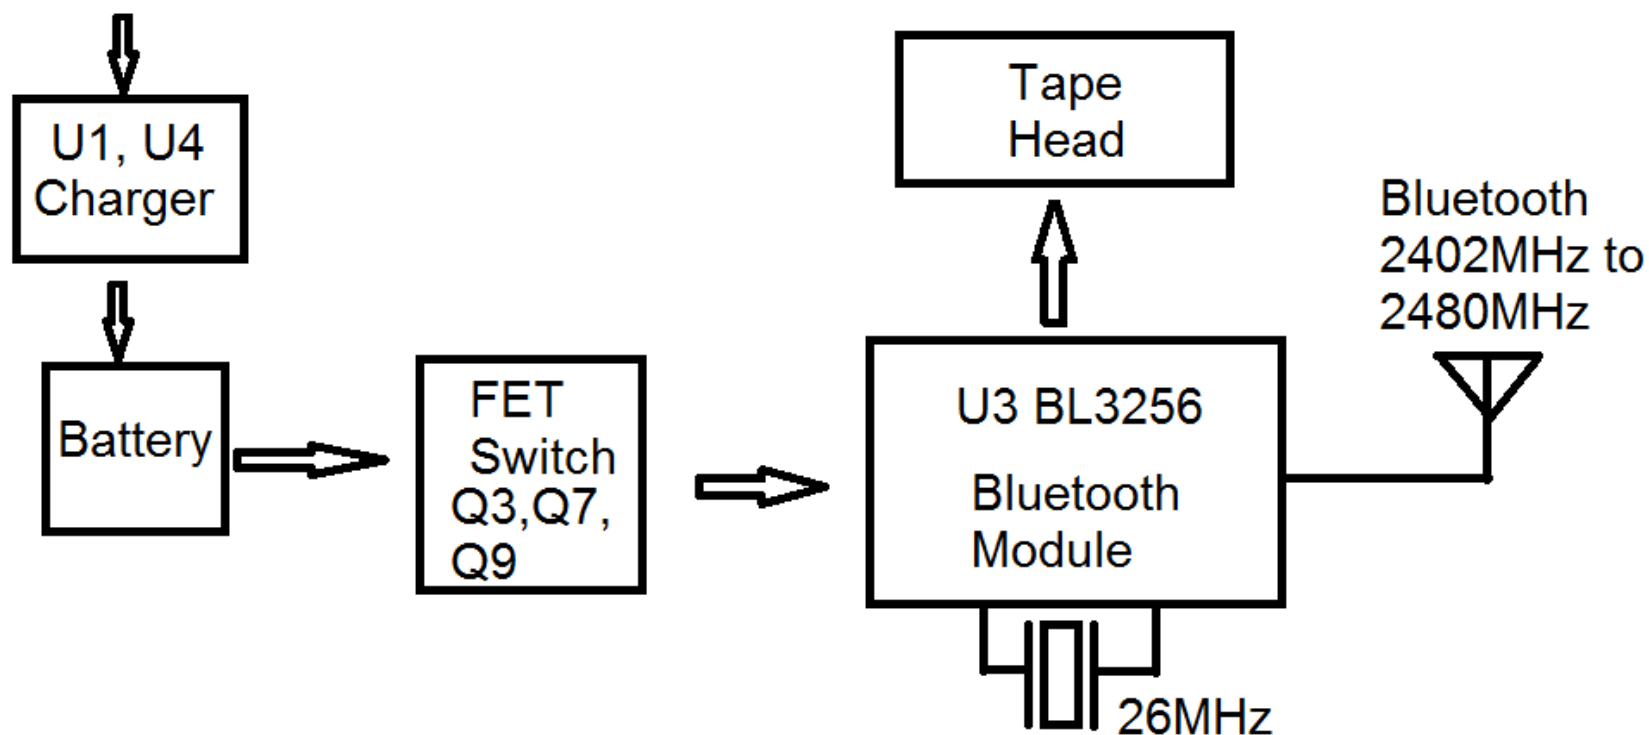 U1, U4
Charger
Battery
FET
Switch
Q3,Q7,
Q9
Tape
Head
U3 BL3256
Bluetooth
Module
26MHz
Bluetooth
2402MHz to
2480MHz